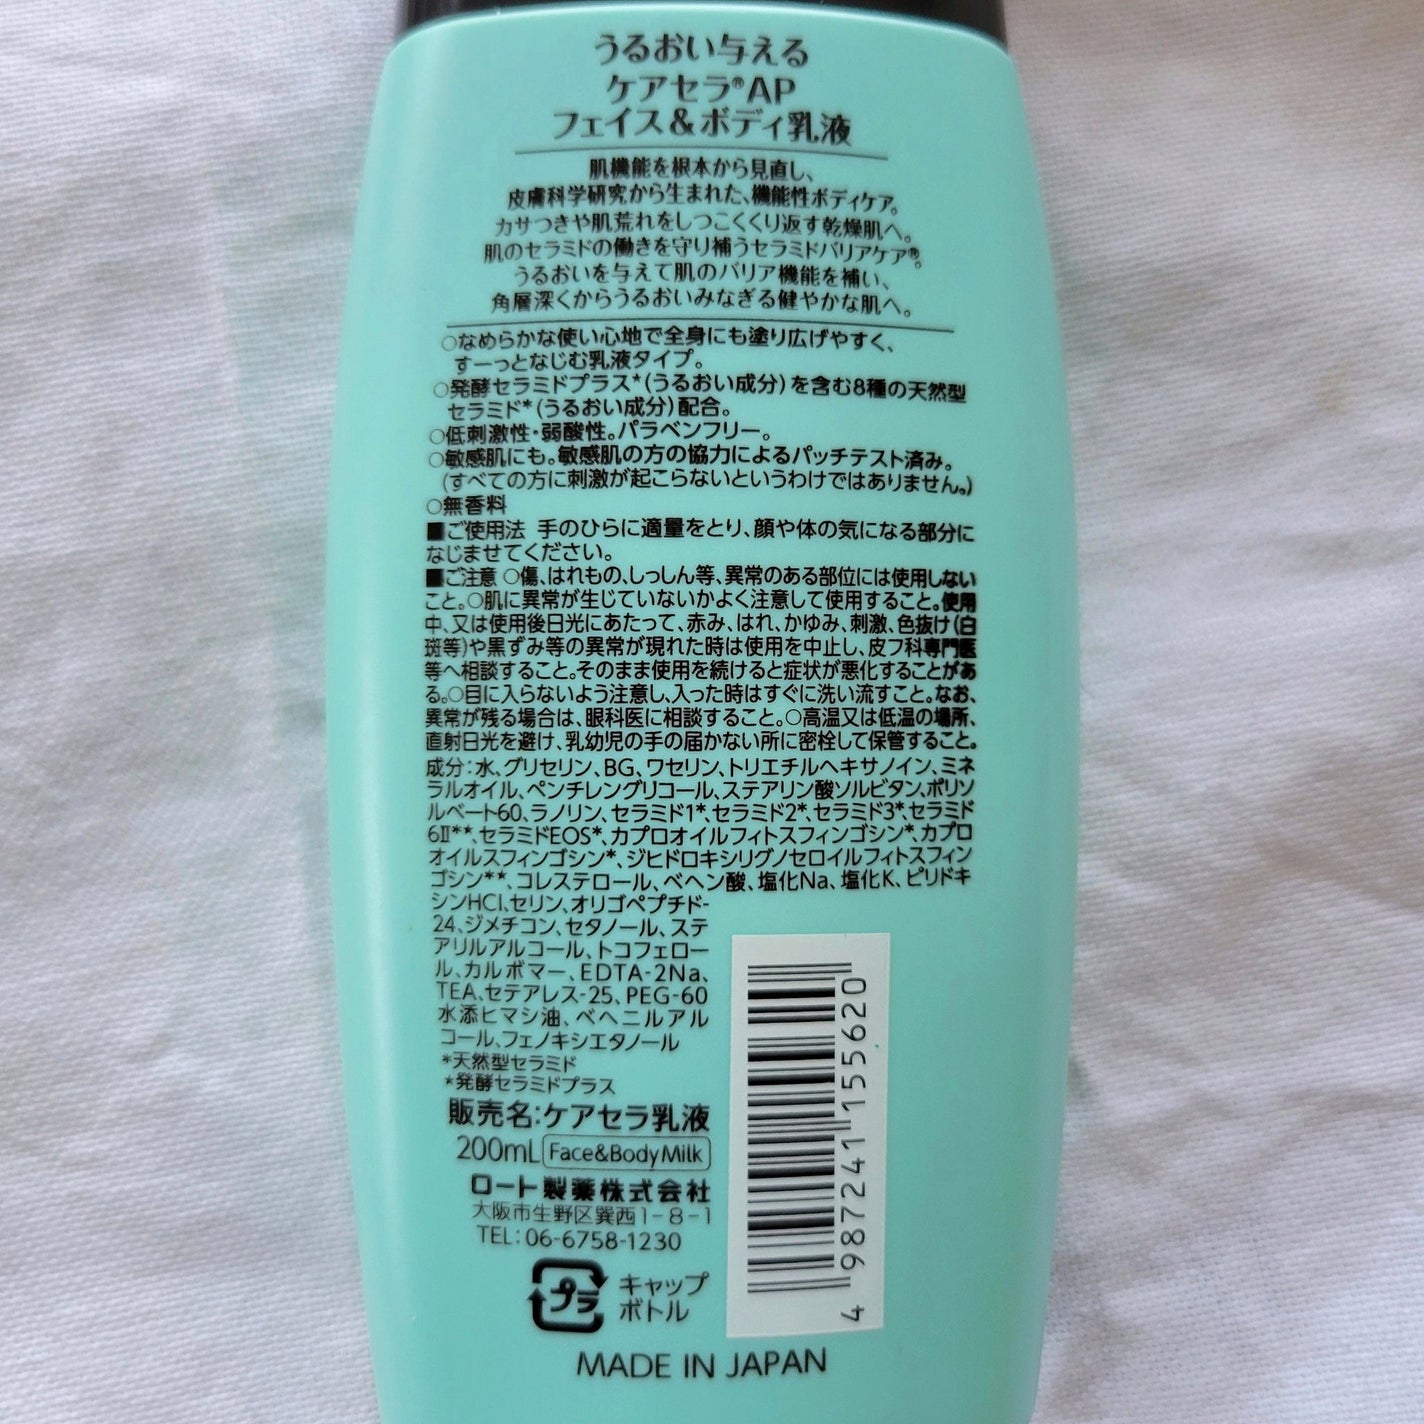 うるおい与える
ケアセラ®AP
フェイス&ボディ乳液
肌機能を根本から見直し、
皮膚科学研究から生まれた、機能性ボディケア。
カサつきや肌荒れをしつこくくり返す乾燥肌へ。
肌のセラミドの働きを守り補うセラミドバリアケア®。
うるおいを与えて肌のバリア機能を補い、
角層深くからうるおいみなぎる健やかな肌へ。
○なめらかな使い心地で全身にも塗り広げやすく、
すーっとなじむ乳液タイプ。
○発酵セラミドプラス*(うるおい成分)を含む8種の天然型
セラミド*(うるおい成分)配合。
○低刺激性・弱酸性。パラベンフリー。
○敏感肌にも。敏感肌の方の協力によるパッチテスト済み。
(すべての方に刺激が起こらないというわけではありません。)
○無香料
■ご使用法 手のひらに適量をとり、顔や体の気になる部分に
なじませてください。
■ご注意 ○傷、はれもの、しっしん等、異常のある部位には使用しない
こと。○肌に異常が生じていないかよく注意して使用すること。使用
中、又は使用後日光にあたって、赤み、はれ、かゆみ、刺激、色抜け(白
斑等)や黒ずみ等の異常が現れた時は使用を中止し、皮フ科専門医
等へ相談すること。そのまま使用を続けると症状が悪化することがあ
る。○目に入らないよう注意し、入った時はすぐに洗い流すこと。なお、
異常が残る場合は、眼科医に相談すること。○高温又は低温の場所、
直射日光を避け、乳幼児の手の届かない所に密栓して保管すること。
成分:水、グリセリン、BG、ワセリン、トリエチルヘキサノイン、ミネ
ラルオイル、ペンチレングリコール、ステアリン酸ソルビタン、ポリソ
ルベート60、ラノリン、セラミド1*、セラミド2*、セラミド3*、セラミド
6Ⅱ**、セラミドEOS*、カプロオイルフィトスフィンゴシン*、カプロ
オイルスフィンゴシン*、ジヒドロキシリグノセロイルフィトスフィン
ゴシン**、コレステロール、ベヘン酸、塩化Na、塩化K、ピリドキ
シンHCl、セリン、オリゴペプチド-
24、ジメチコン、セタノール、ステ
アリルアルコール、トコフェロー
ル、カルボマー、EDTA-2Na、
TEA、セテアレス-25、PEG-60
水添ヒマシ油、ベヘニルアル
コール、フェノキシエタノール
*天然型セラミド
*発酵セラミドプラス
販売名:ケアセラ乳液
200mL Face&Body Milk
ロート製薬株式会社
大阪市生野区巽西1-8-1
TEL:06-6758-1230
プラ キャップ
ボトル
4 987241 155620
MADE IN JAPAN